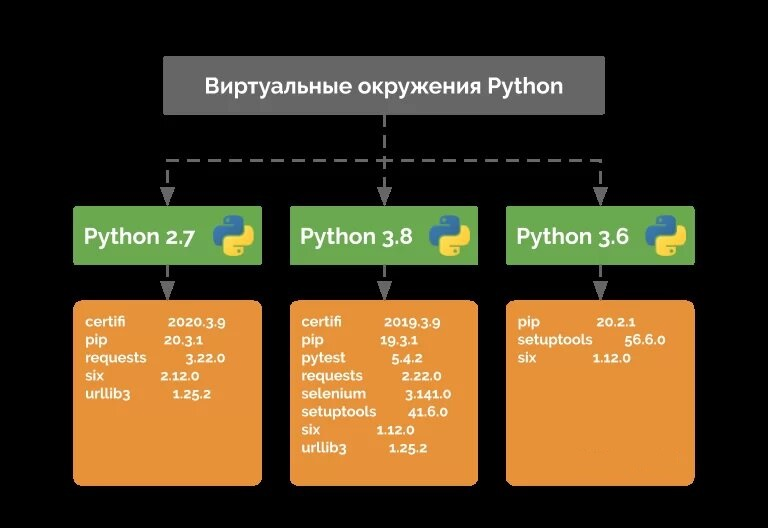 Виртуальные окружения Python
Python 2.7
Python 3.8
Python 3.6
certifi 2020.3.9
pip 20.3.1
requests 3.22.0
six 2.12.0
urllib3 1.25.2
certifi 2019.3.9
pip 19.3.1
pytest 5.4.2
requests 2.22.0
selenium 3.141.0
setuptools 41.6.0
six 1.12.0
urllib3 1.25.2
pip 20.2.1
setuptools 56.6.0
six 1.12.0